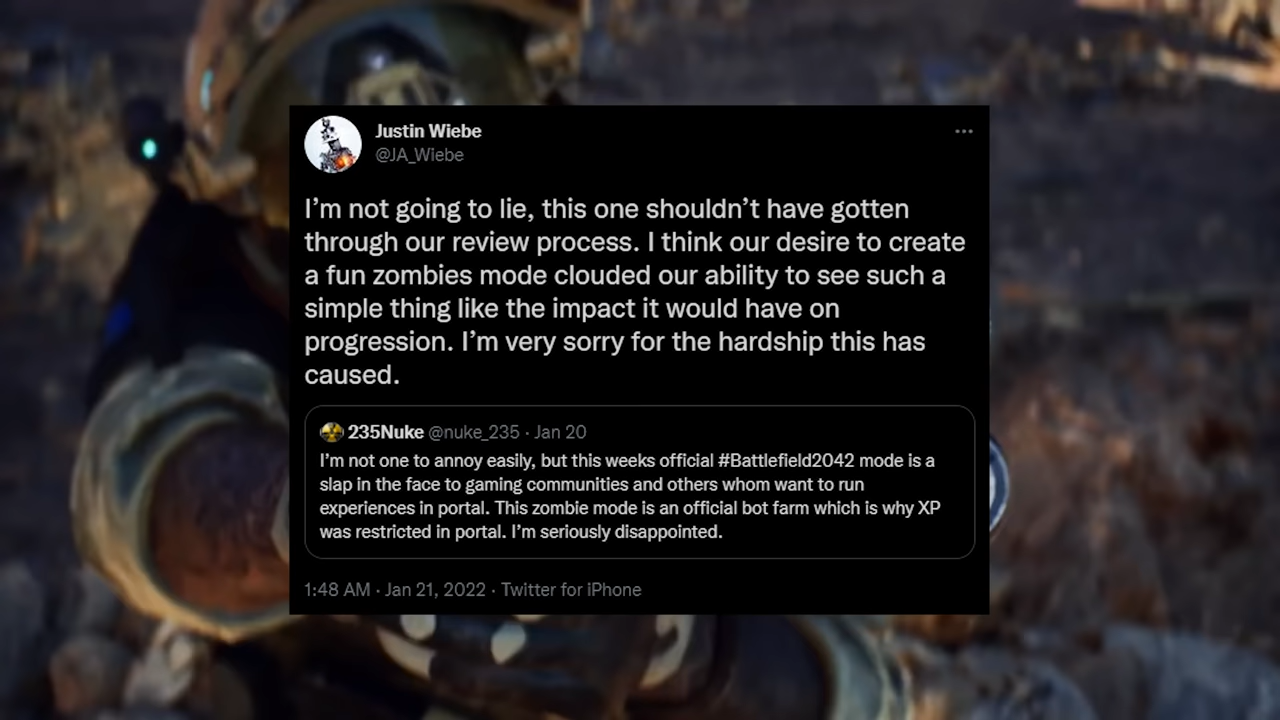 Justin Wiebe
@JA_Wiebe
I’m not going to lie, this one shouldn’t have gotten
through our review process. I think our desire to create
a fun zombies mode clouded our ability to see such a
simple thing like the impact it would have on
progression. I’m very sorry for the hardship this has
caused.
235Nuke @nuke_235 · Jan 20
I’m not one to annoy easily, but this weeks official #Battlefield2042 mode is a
slap in the face to gaming communities and others whom want to run
experiences in portal. This zombie mode is an official bot farm which is why XP
was restricted in portal. I’m seriously disappointed.
1:48 AM · Jan 21, 2022 · Twitter for iPhone